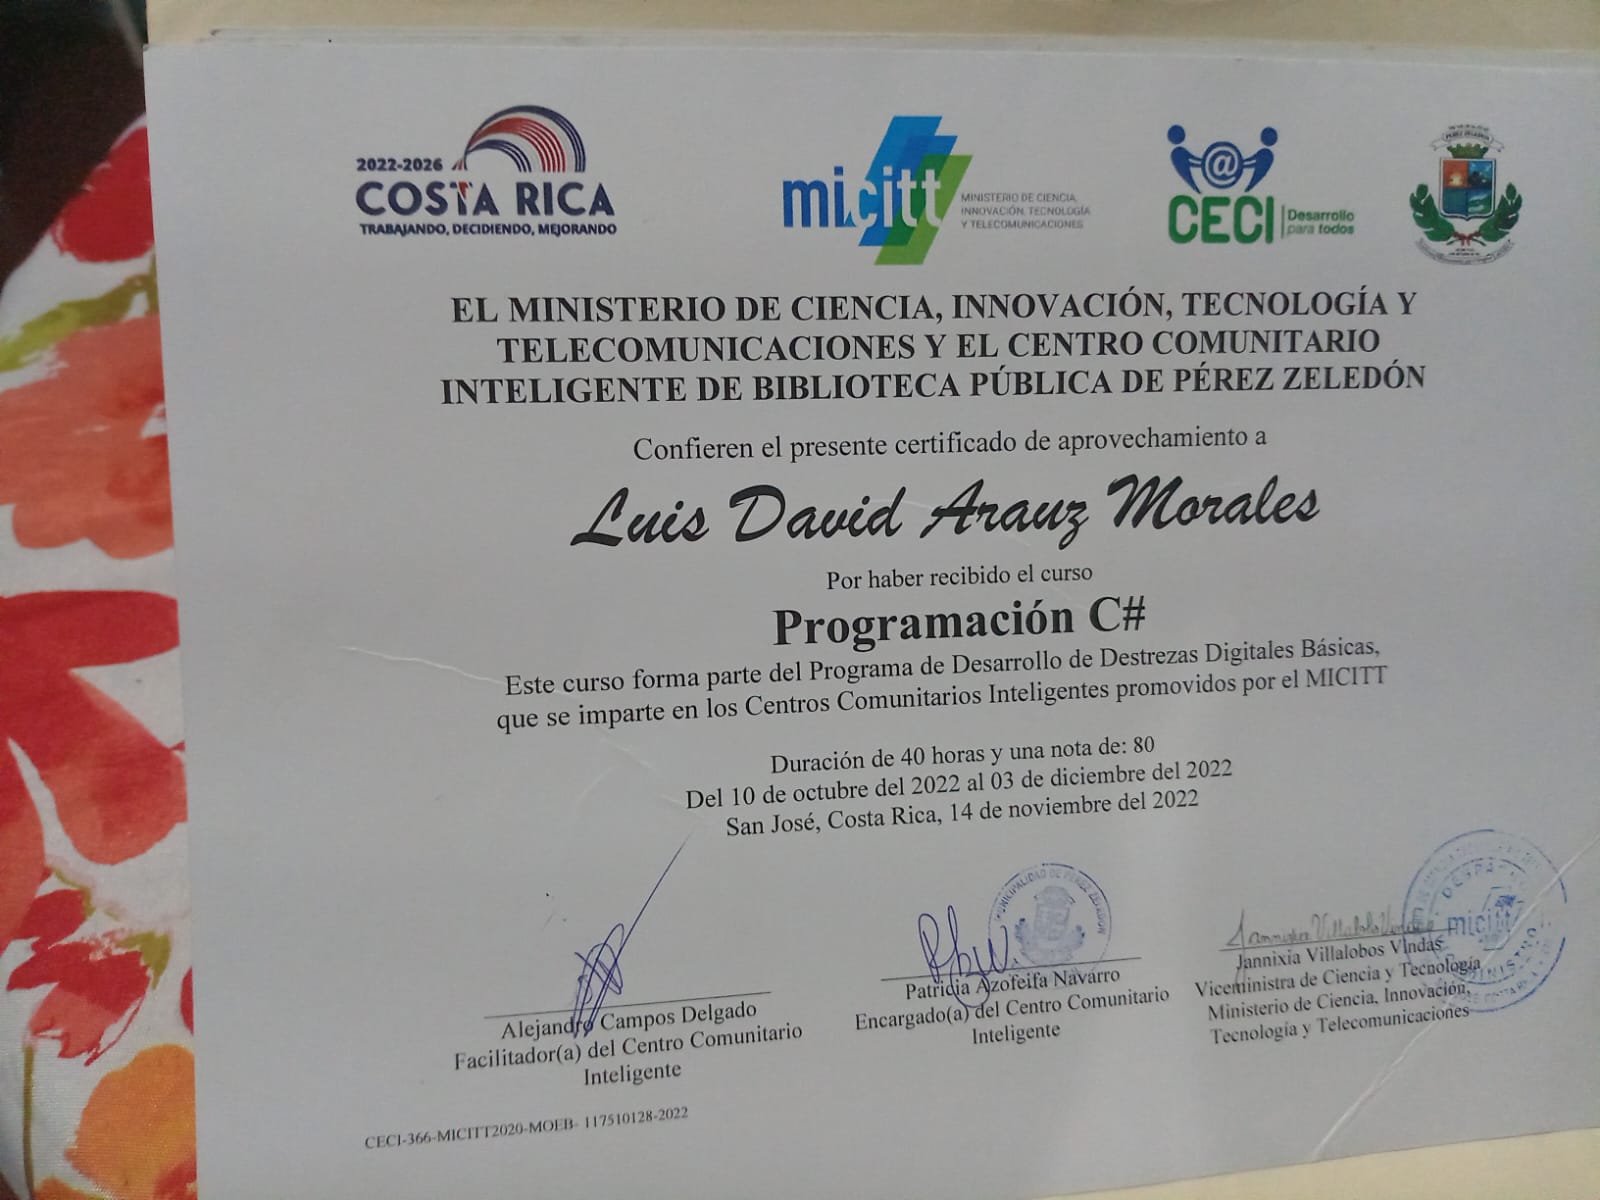 2022-2026
COSTA RICA
TRABAJANDO, DECIDIENDO, MEJORANDO
micitt
MINISTERIO DE CIENCIA,
INNOVACIÓN, TECNOLOGÍA
Y TELECOMUNICACIONES
CECI
Desarrollo
para todos
EL MINISTERIO DE CIENCIA, INNOVACIÓN, TECNOLOGÍA Y
TELECOMUNICACIONES Y EL CENTRO COMUNITARIO
INTELIGENTE DE BIBLIOTECA PÚBLICA DE PÉREZ ZELEDÓN
Confieren el presente certificado de aprovechamiento a
Luis David Arauz Morales
Por haber recibido el curso
Programación C#
Este curso forma parte del Programa de Desarrollo de Destrezas Digitales Básicas,
que se imparte en los Centros Comunitarios Inteligentes promovidos por el MICITT
Duración de 40 horas y una nota de: 80
Del 10 de octubre del 2022 al 03 de diciembre del 2022
San José, Costa Rica, 14 de noviembre del 2022
Alejandro Campos Delgado
Facilitador(a) del Centro Comunitario
Inteligente
MUNICIPALIDAD DE PEREZ ZELEDON
Patricia Azofeifa Navarro
Encargado(a) del Centro Comunitario
Inteligente
micitt
Jannixia Villalobos Vindas
Viceministra de Ciencia y Tecnología
Ministerio de Ciencia, Innovación,
Tecnología y Telecomunicaciones
CECI-366-MICITT2020-MOEB- 117510128-2022